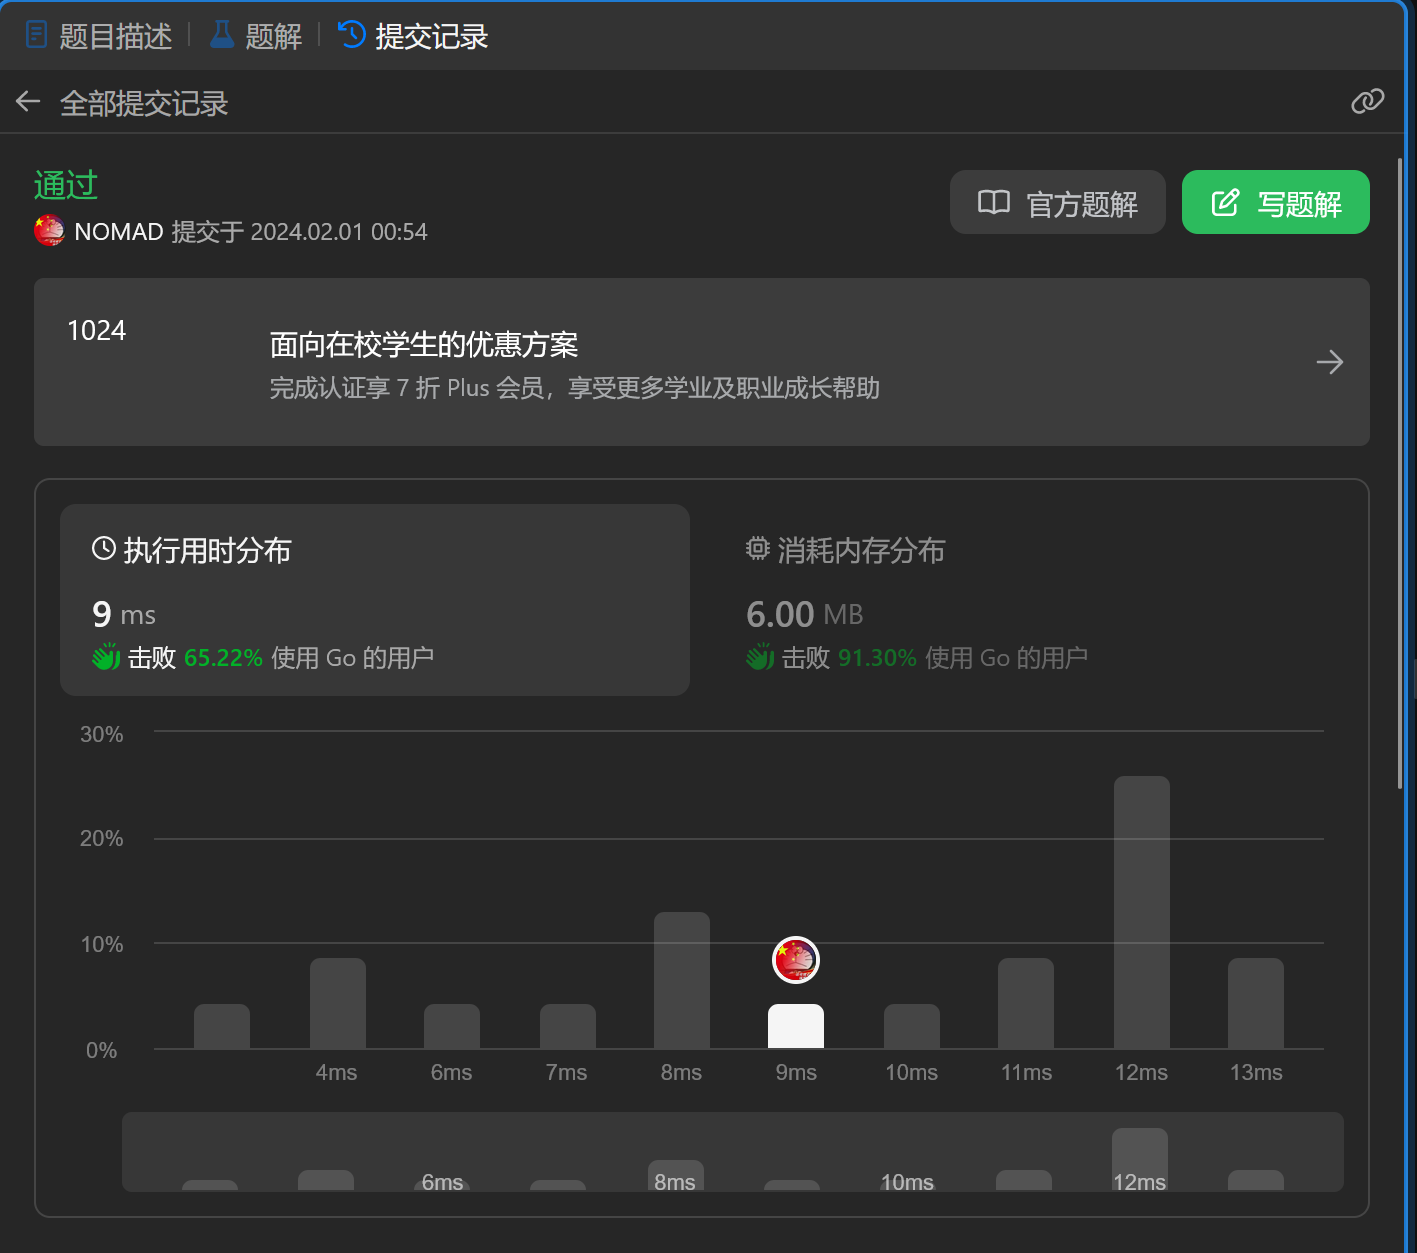 题目描述 题解 提交记录
全部提交记录
通过
NOMAD 提交于 2024.02.01 00:54
官方题解
写题解
1024
面向在校学生的优惠方案
完成认证享 7 折 Plus 会员，享受更多学业及职业成长帮助
执行用时分布
9 ms
击败 65.22% 使用 Go 的用户
消耗内存分布
6.00 MB
击败 91.30% 使用 Go 的用户
30%
20%
10%
0%
4ms 6ms 7ms 8ms 9ms 10ms 11ms 12ms 13ms
6ms 8ms 10ms 12ms